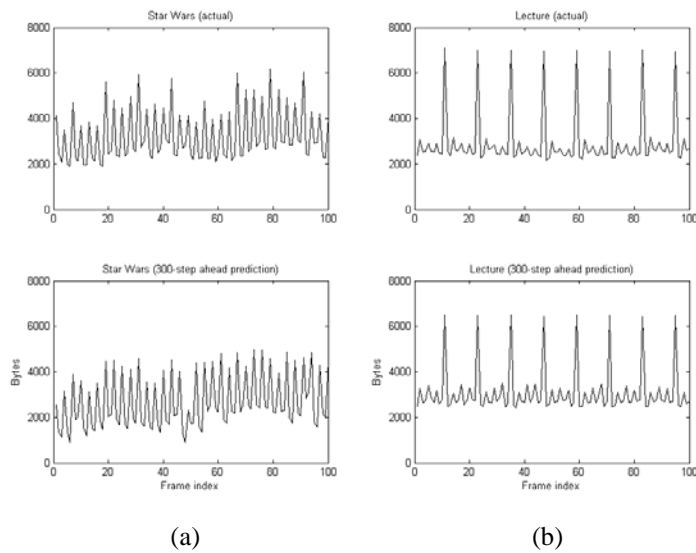 Star Wars (actual)
8000
6000
4000
2000
0
0 20 40 60 80 100
Lecture (actual)
8000
6000
4000
2000
0
0 20 40 60 80 100
Star Wars (300-step ahead prediction)
8000
6000
4000
2000
0
Bytes
0 20 40 60 80 100
Frame index
Lecture (300-step ahead prediction)
8000
6000
4000
2000
0
Bytes
0 20 40 60 80 100
Frame index
(a)
(b)